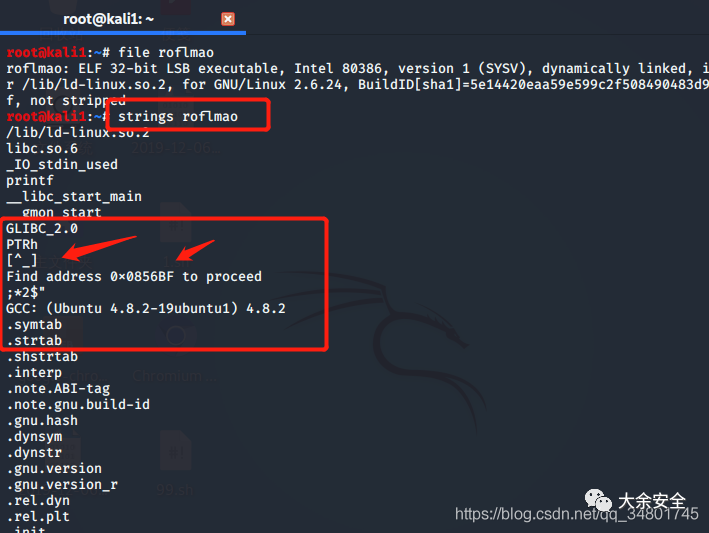 root@kali1: ~
root@kali1:~# file roflmao
roflmao: ELF 32-bit LSB executable, Intel 80386, version 1 (SYSV), dynamically linked, i
r /lib/ld-linux.so.2, for GNU/Linux 2.6.24, BuildID[sha1]=5e14420eaa59e599c2f508490483d9
f, not stripped
root@kali1:~# strings roflmao
/lib/ld-linux.so.2
libc.so.6
_IO_stdin_used
printf
__libc_start_main
__gmon_start__
GLIBC_2.0
PTRh
[^_]
Find address 0×0856BF to proceed
;*2$"
GCC: (Ubuntu 4.8.2-19ubuntu1) 4.8.2
.symtab
.strtab
.shstrtab
.interp
.note.ABI-tag
.note.gnu.build-id
.gnu.hash
.dynsym
.dynstr
.gnu.version
.gnu.version_r
.rel.dyn
.rel.plt
.init
2019-12-06
99.sh
大余安全
https://blog.csdn.net/qq_34801745